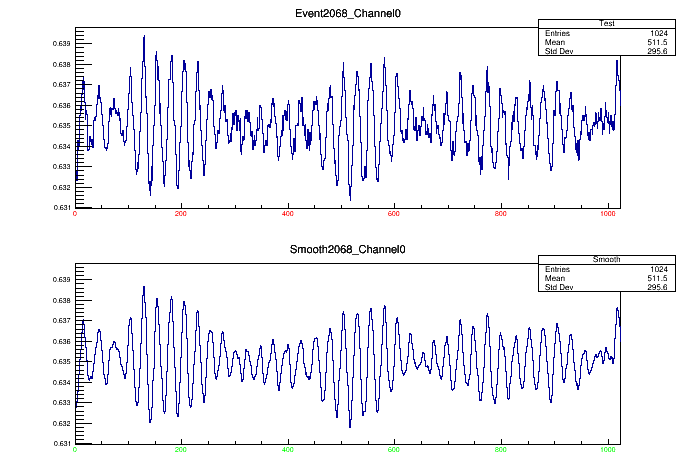 Event2068_Channel0
Test
Entries 1024
Mean 511.5
Std Dev 295.6
0.639
0.638
0.637
0.636
0.635
0.634
0.633
0.632
0.631
0 200 400 600 800 1000
Smooth2068_Channel0
Smooth
Entries 1024
Mean 511.5
Std Dev 295.6
0.639
0.638
0.637
0.636
0.635
0.634
0.633
0.632
0.631
0 200 400 600 800 1000